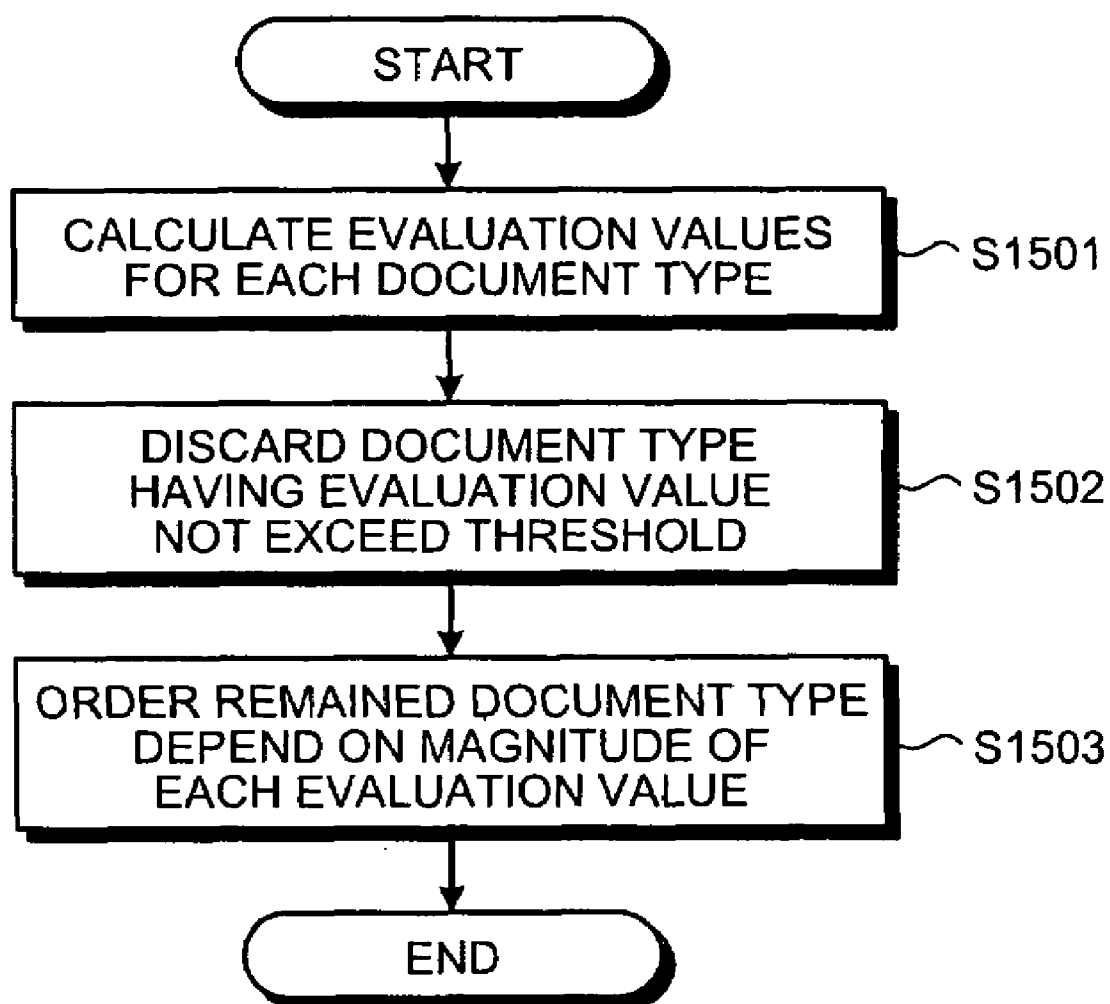 START
CALCULATE EVALUATION VALUES
FOR EACH DOCUMENT TYPE
S1501
DISCARD DOCUMENT TYPE
HAVING EVALUATION VALUE
NOT EXCEED THRESHOLD
S1502
ORDER REMAINED DOCUMENT TYPE
DEPEND ON MAGNITUDE OF
EACH EVALUATION VALUE
S1503
END